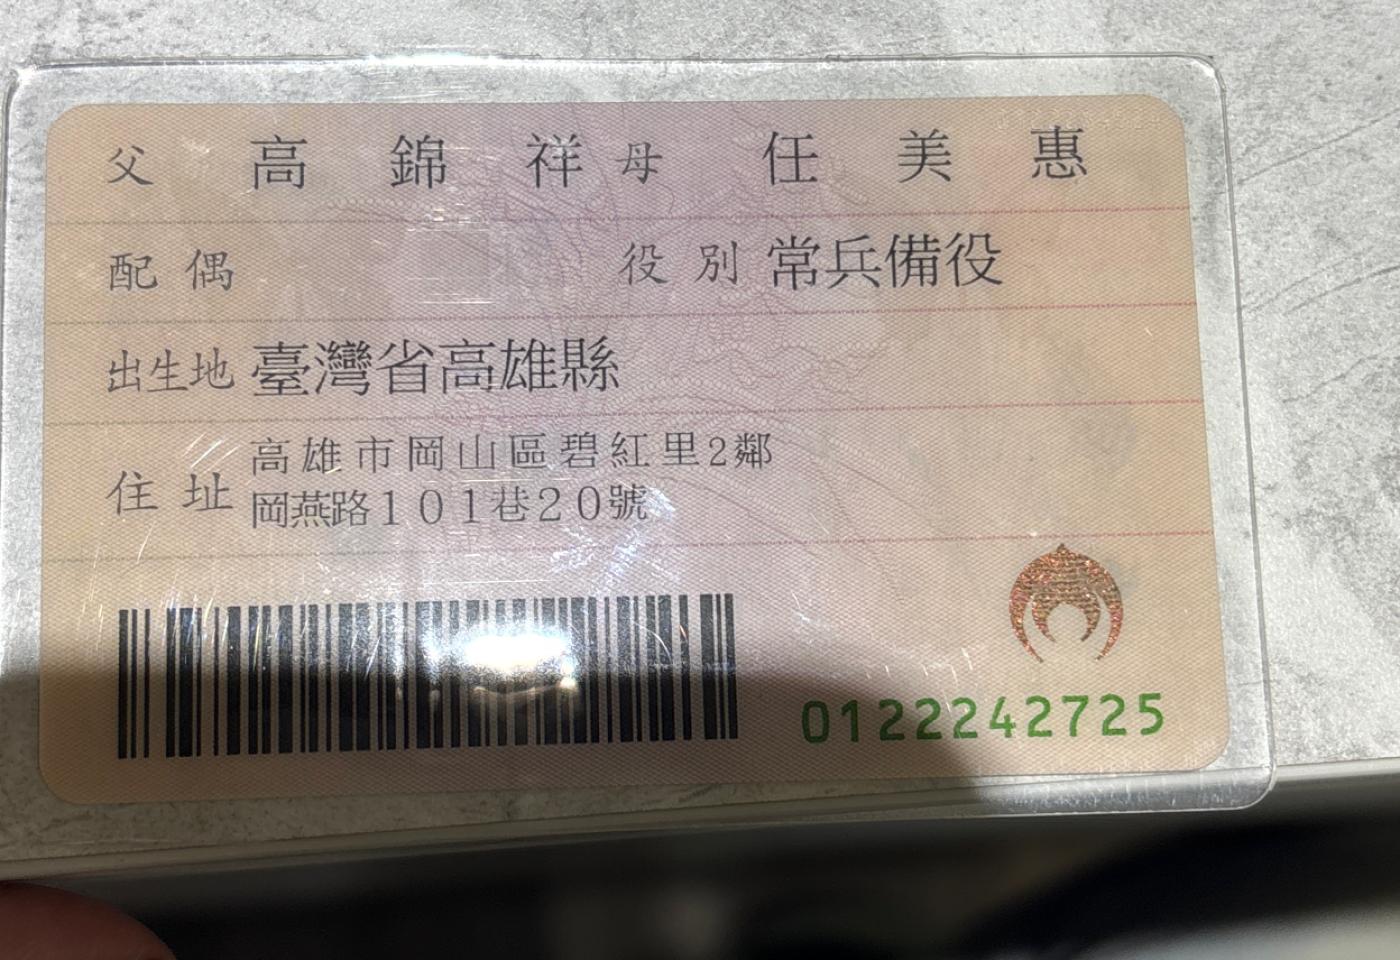 父 高錦祥 母 任美惠
配偶 役別 常兵備役
出生地 臺灣省高雄縣
住址 高雄市岡山區碧紅里2鄰
岡燕路101巷20號
0122242725